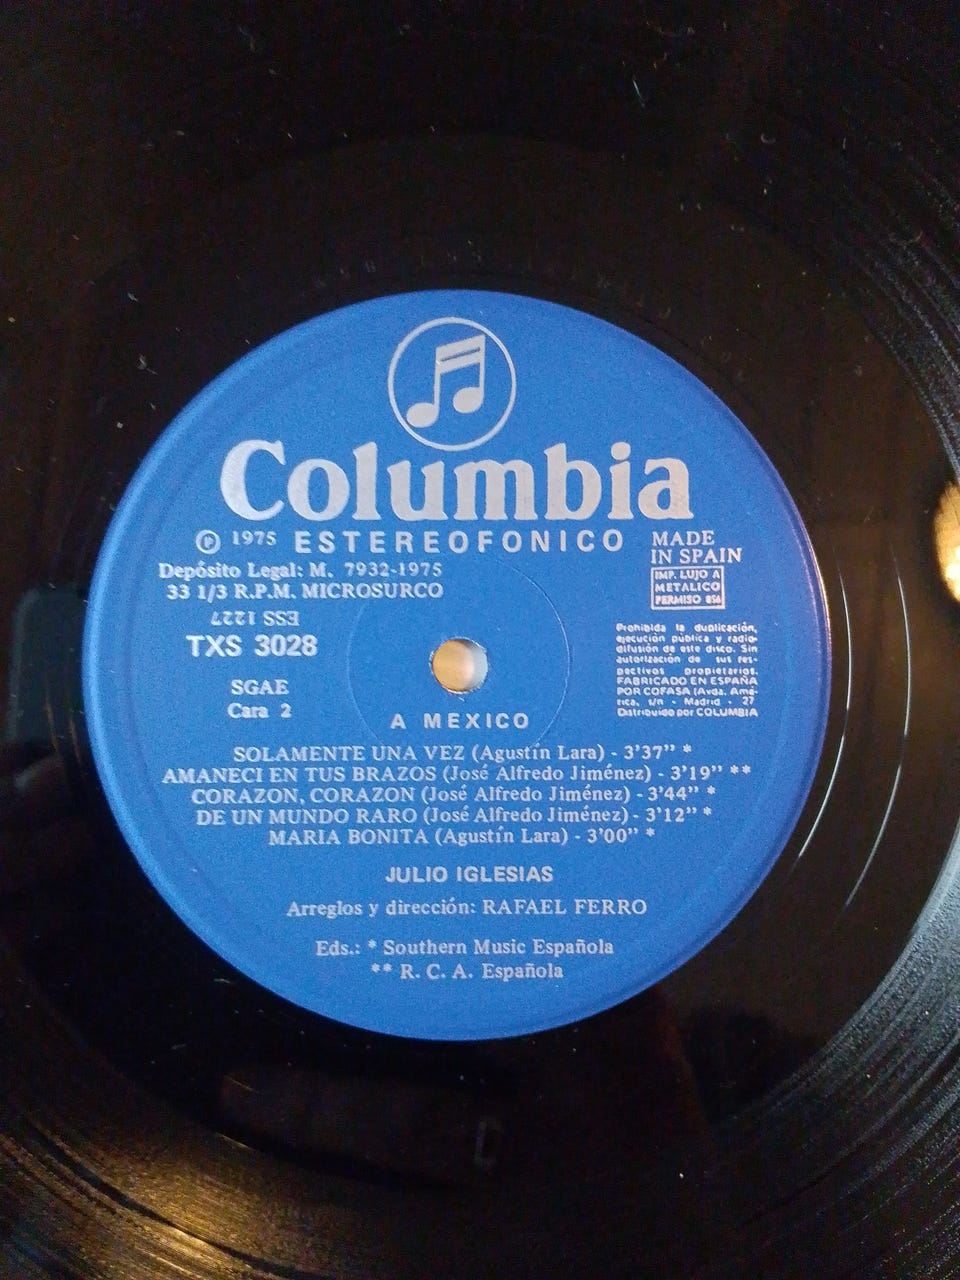 Columbia
℗ 1975 ESTEREOFONICO
MADE
IN SPAIN
Depósito Legal: M. 7932-1975
33 1/3 R.P.M. MICROSURCO
IMP. LUJO A
METALICO
PERMISO 856
ESS 1227
TXS 3028
Prohibida la duplicación,
ejecución pública y radio-
difusión de este disco. Sin
autorización de sus res-
pectivos propietarios.
FABRICADO EN ESPAÑA
POR COFASA (Avda. Amé-
rica, s/n - Madrid - 27
Distribuido por COLUMBIA
SGAE
Cara 2
A MEXICO
SOLAMENTE UNA VEZ (Agustín Lara) - 3'37" *
AMANECI EN TUS BRAZOS (José Alfredo Jiménez) - 3'19" **
CORAZON, CORAZON (José Alfredo Jiménez) - 3'44" *
DE UN MUNDO RARO (José Alfredo Jiménez) - 3'12" *
MARIA BONITA (Agustín Lara) - 3'00" *
JULIO IGLESIAS
Arreglos y dirección: RAFAEL FERRO
Eds.: * Southern Music Española
** R. C. A. Española